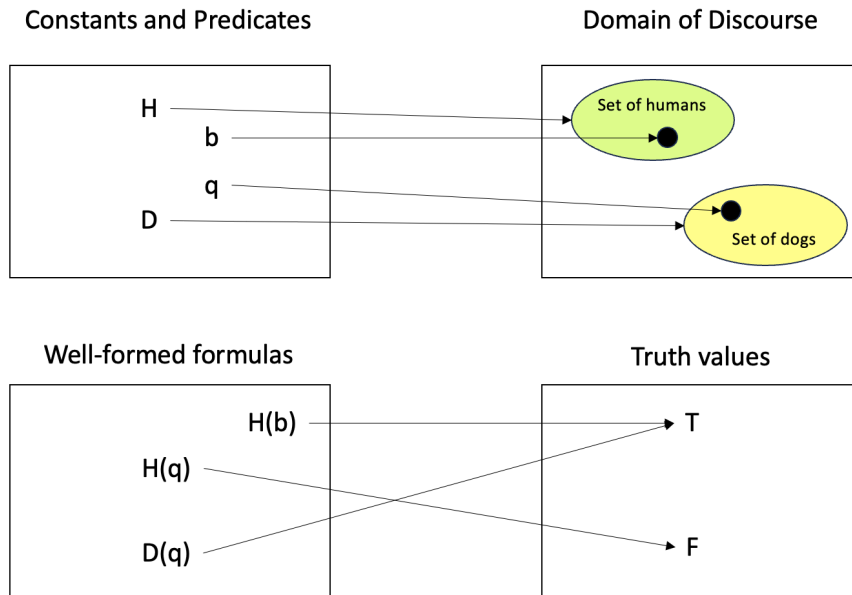 Constants and Predicates
Domain of Discourse
H
b
q
D
Set of humans
Set of dogs
Well-formed formulas
Truth values
H(b)
H(q)
D(q)
T
F